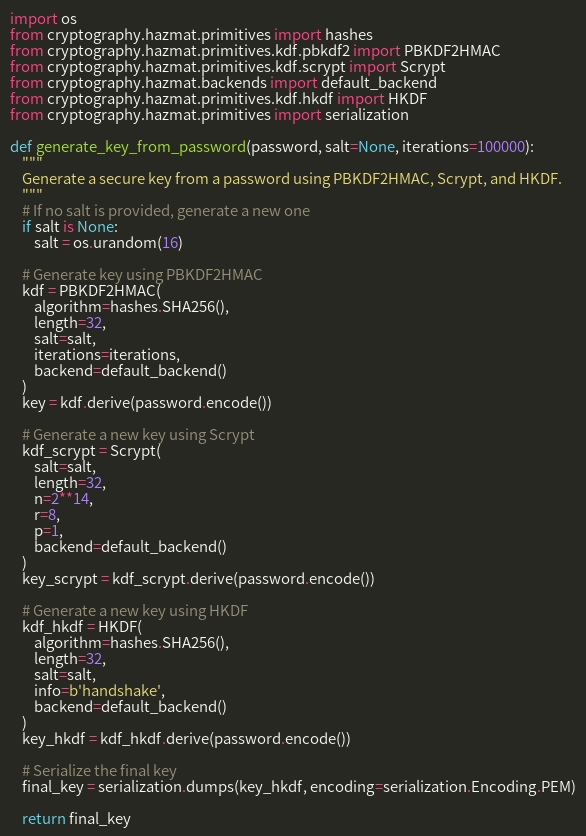 import os
from cryptography.hazmat.primitives import hashes
from cryptography.hazmat.primitives.kdf.pbkdf2 import PBKDF2HMAC
from cryptography.hazmat.primitives.kdf.scrypt import Scrypt
from cryptography.hazmat.backends import default_backend
from cryptography.hazmat.primitives.kdf.hkdf import HKDF
from cryptography.hazmat.primitives import serialization

def generate_key_from_password(password, salt=None, iterations=100000):
    """
    Generate a secure key from a password using PBKDF2HMAC, Scrypt, and HKDF.
    """
    # If no salt is provided, generate a new one
    if salt is None:
        salt = os.urandom(16)

    # Generate key using PBKDF2HMAC
    kdf = PBKDF2HMAC(
        algorithm=hashes.SHA256(),
        length=32,
        salt=salt,
        iterations=iterations,
        backend=default_backend()
    )
    key = kdf.derive(password.encode())

    # Generate a new key using Scrypt
    kdf_scrypt = Scrypt(
        salt=salt,
        length=32,
        n=2**14,
        r=8,
        p=1,
        backend=default_backend()
    )
    key_scrypt = kdf_scrypt.derive(password.encode())

    # Generate a new key using HKDF
    kdf_hkdf = HKDF(
        algorithm=hashes.SHA256(),
        length=32,
        salt=salt,
        info=b'handshake',
        backend=default_backend()
    )
    key_hkdf = kdf_hkdf.derive(password.encode())

    # Serialize the final key
    final_key = serialization.dumps(key_hkdf, encoding=serialization.Encoding.PEM)

    return final_key